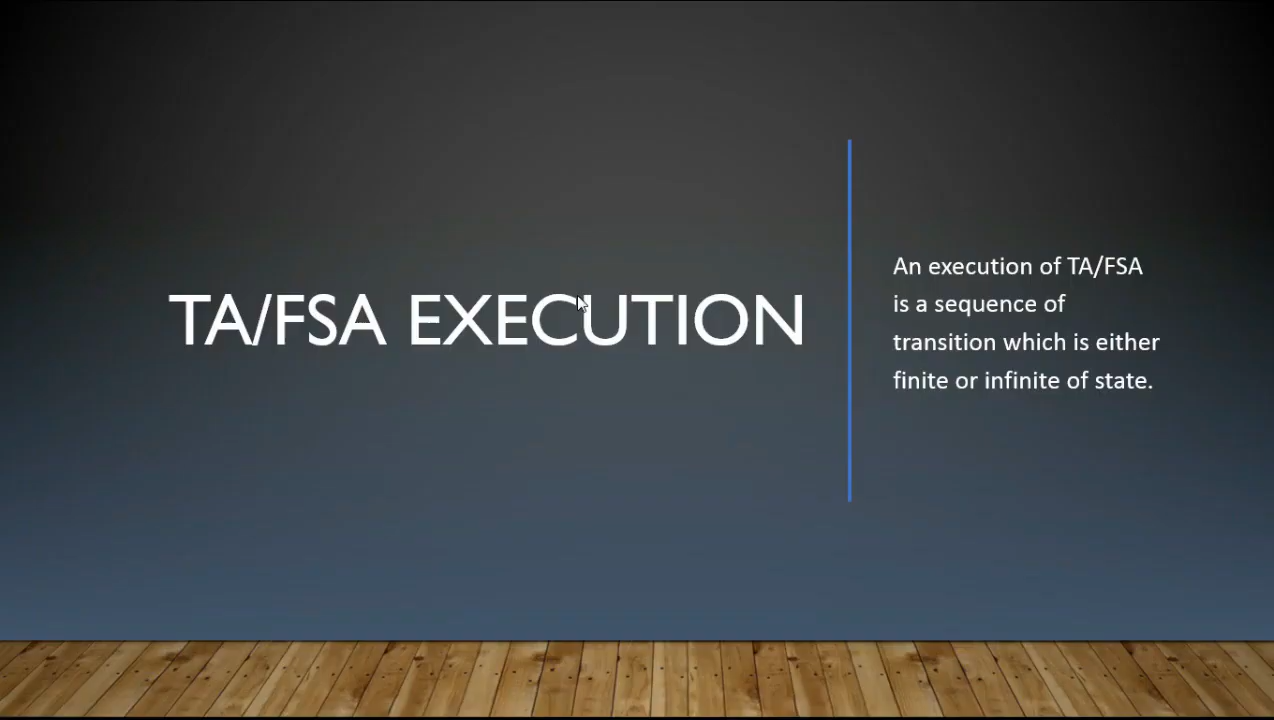 TA/FSA EXECUTION
An execution of TA/FSA
is a sequence of
transition which is either
finite or infinite of state.